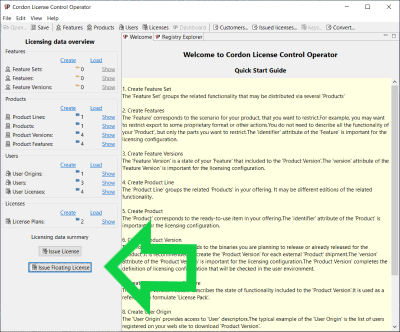 Cordon License Control Operator
File Edit View Help
Open... Save Features Products Users Licenses Dashboard Customers... Issued licenses... Convert...
Licensing data overview
Features
Create Load
Feature Sets: 0 Show
Features: 0 Show
Feature Versions: 0 Show
Products
Create Load
Product Lines: 1 Show
Products: 1 Show
Product Versions: 4 Show
Product Features: 4 Show
Users
Create Load
User Origins: 1 Show
Users: 3 Show
User Licenses: 4 Show
Licenses
Create Load
License Plans: 2 Show
Licensing data summary
Issue License
Issue Floating License
Welcome Registry Explorer
Welcome to Cordon License Control Operator
Quick Start Guide
1. Create Feature Set
The 'Feature Set' groups the related functionality that may be distributed via several 'Products'
2. Create Features
The 'Feature' corresponds to the scenario for your product, that you want to restrict.For example, you may want
to restrict export to some proprietary format or other actions.You do not need to describe all the functionality of
your 'Product', but only the parts you want to restrict.The 'identifier' attribute of the 'Feature' is important for the
licensing configuration.
3. Create Feature Versions
The 'Feature Version' is a state of your 'Feature' that included to the 'Product Version'.The 'version' attribute of the
'Feature Version' is important for the licensing configuration.
4. Create Product Line
The 'Product Line' groups the related 'Products' in your offering. It may be different editions of the related
functionality.
5. Create Product
The 'Product' corresponds to the ready-to-use item in your offering.The 'identifier' attribute of the 'Product' is
important for the licensing configuration.
6. Product Version
ds to the binaries you are planning to release or already released for the
recommended create the 'Product Version' for each external 'Product' shipment.The 'version'
attribute of the 'Product Version' is important for the licensing configuration.The 'Product Version' completes the
definition of licensing configuration that will be checked in the user environment.
describes the state of functionality included to the 'Product Version'.It is used as a
formulate 'License Pack'.
8. Create User Origin
The 'User Origin' provides access to 'User' description.The typical example of the 'User Origin' is the list of users
registered on your web site to download 'Product Version'.